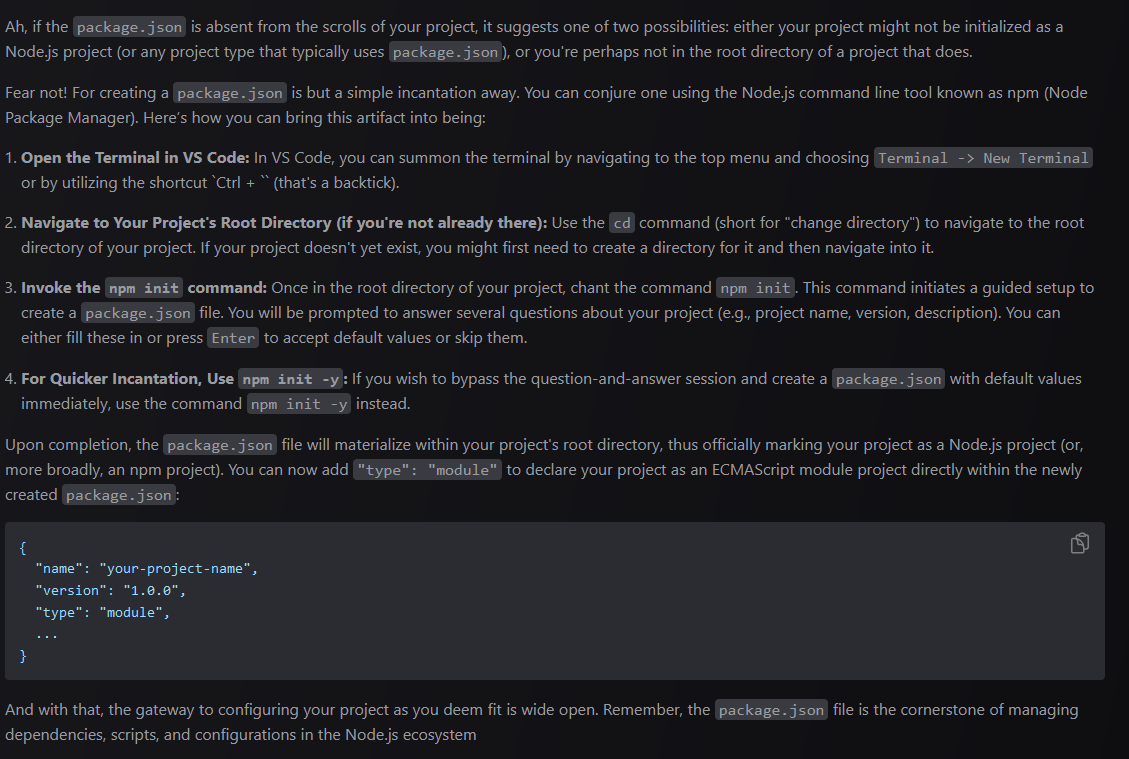 Ah, if the package.json is absent from the scrolls of your project, it suggests one of two possibilities: either your project might not be initialized as a
Node.js project (or any project type that typically uses package.json), or you're perhaps not in the root directory of a project that does.
Fear not! For creating a package.json is but a simple incantation away. You can conjure one using the Node.js command line tool known as npm (Node
Package Manager). Here's how you can bring this artifact into being:
1. Open the Terminal in VS Code: In VS Code, you can summon the terminal by navigating to the top menu and choosing Terminal -> New Terminal
or by utilizing the shortcut `Ctrl + `` (that's a backtick).
2. Navigate to Your Project's Root Directory (if you're not already there): Use the cd command (short for "change directory") to navigate to the root
directory of your project. If your project doesn't yet exist, you might first need to create a directory for it and then navigate into it.
3. Invoke the npm init command: Once in the root directory of your project, chant the command npm init. This command initiates a guided setup to
create a package.json file. You will be prompted to answer several questions about your project (e.g., project name, version, description). You can
either fill these in or press Enter to accept default values or skip them.
4. For Quicker Incantation, Use npm init -y: If you wish to bypass the question-and-answer session and create a package.json with default values
immediately, use the command npm init -y instead.
Upon completion, the package.json file will materialize within your project's root directory, thus officially marking your project as a Node.js project (or,
more broadly, an npm project). You can now add "type": "module" to declare your project as an ECMAScript module project directly within the newly
created package.json:
{
"name": "your-project-name",
"version": "1.0.0",
"type": "module",
...
}
And with that, the gateway to configuring your project as you deem fit is wide open. Remember, the package.json file is the cornerstone of managing
dependencies, scripts, and configurations in the Node.js ecosystem